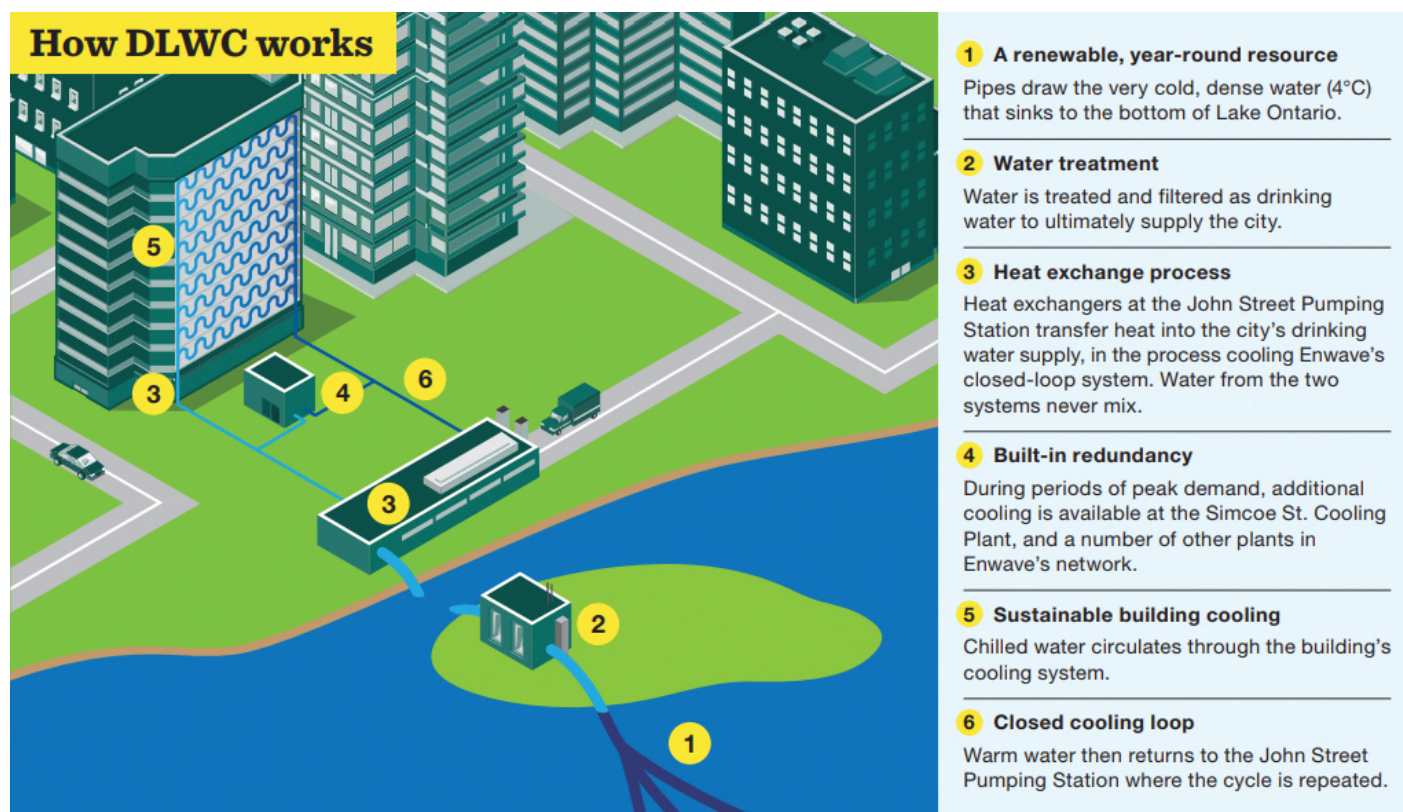 How DLWC works
1 A renewable, year-round resource
Pipes draw the very cold, dense water (4°C)
that sinks to the bottom of Lake Ontario.
2 Water treatment
Water is treated and filtered as drinking
water to ultimately supply the city.
3 Heat exchange process
Heat exchangers at the John Street Pumping
Station transfer heat into the city’s drinking
water supply, in the process cooling Enwave’s
closed-loop system. Water from the two
systems never mix.
4 Built-in redundancy
During periods of peak demand, additional
cooling is available at the Simcoe St. Cooling
Plant, and a number of other plants in
Enwave’s network.
5 Sustainable building cooling
Chilled water circulates through the building’s
cooling system.
6 Closed cooling loop
Warm water then returns to the John Street
Pumping Station where the cycle is repeated.
5
3
4
6
3
2
1